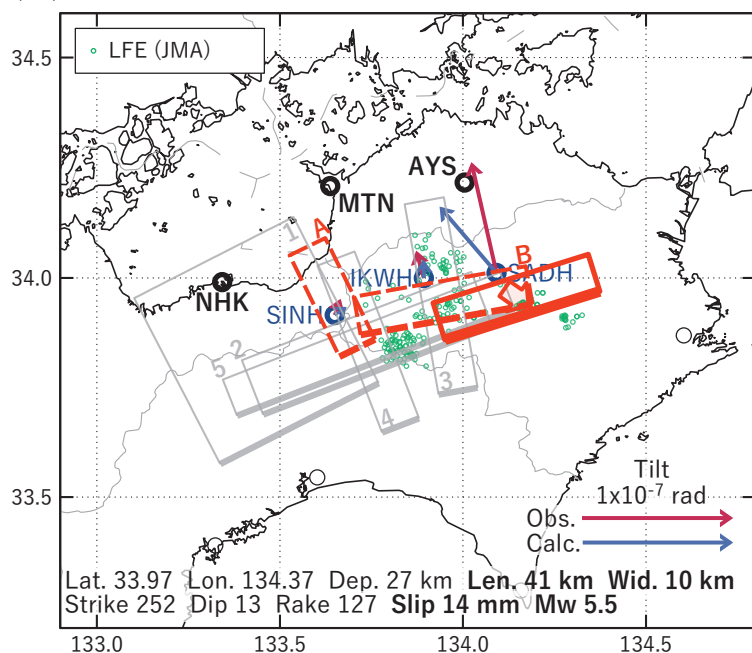 34.5
LFE (JMA)
AYS
MTN
A
1
B
34.0
IKWH
SADH
NHK
SINH
2
5
3
4
33.5
Tilt
1x10⁻⁷ rad
Obs.
Calc.
Lat. 33.97 Lon. 134.37 Dep. 27 km Len. 41 km Wid. 10 km
Strike 252 Dip 13 Rake 127 Slip 14 mm Mw 5.5
133.0 133.5 134.0 134.5